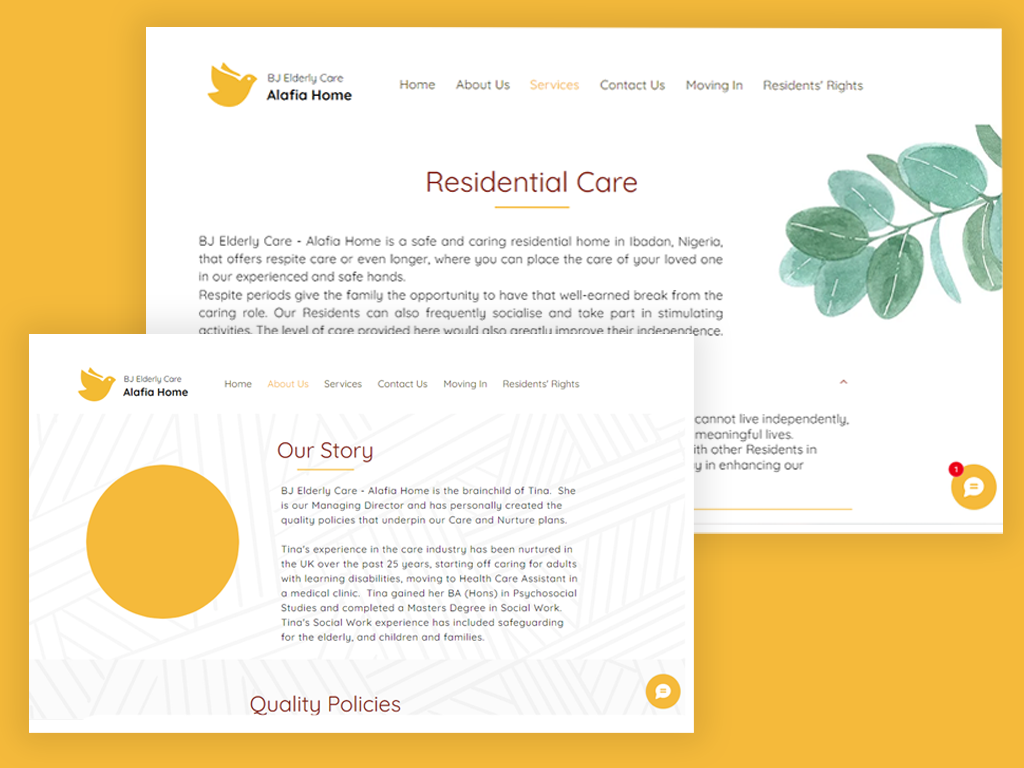 BJ Elderly Care
Alafia Home
Home About Us Services Contact Us Moving In Residents' Rights
Residential Care
BJ Elderly Care - Alafia Home is a safe and caring residential home in Ibadan, Nigeria,
that offers respite care or even longer, where you can place the care of your loved one
in our experienced and safe hands.
Respite periods give the family the opportunity to have that well-earned break from the
caring role. Our Residents can also frequently socialise and take part in stimulating
activities. The level of care provided here would also greatly improve their independence.
cannot live independently,
meaningful lives.
with other Residents in
in enhancing our
1
BJ Elderly Care
Alafia Home
Home About Us Services Contact Us Moving In Residents' Rights
Our Story
BJ Elderly Care - Alafia Home is the brainchild of Tina. She
is our Managing Director and has personally created the
quality policies that underpin our Care and Nurture plans.
Tina's experience in the care industry has been nurtured in
the UK over the past 25 years, starting off caring for adults
with learning disabilities, moving to Health Care Assistant in
a medical clinic. Tina gained her BA (Hons) in Psychosocial
Studies and completed a Masters Degree in Social Work.
Tina's Social Work experience has included safeguarding
for the elderly, and children and families.
Quality Policies